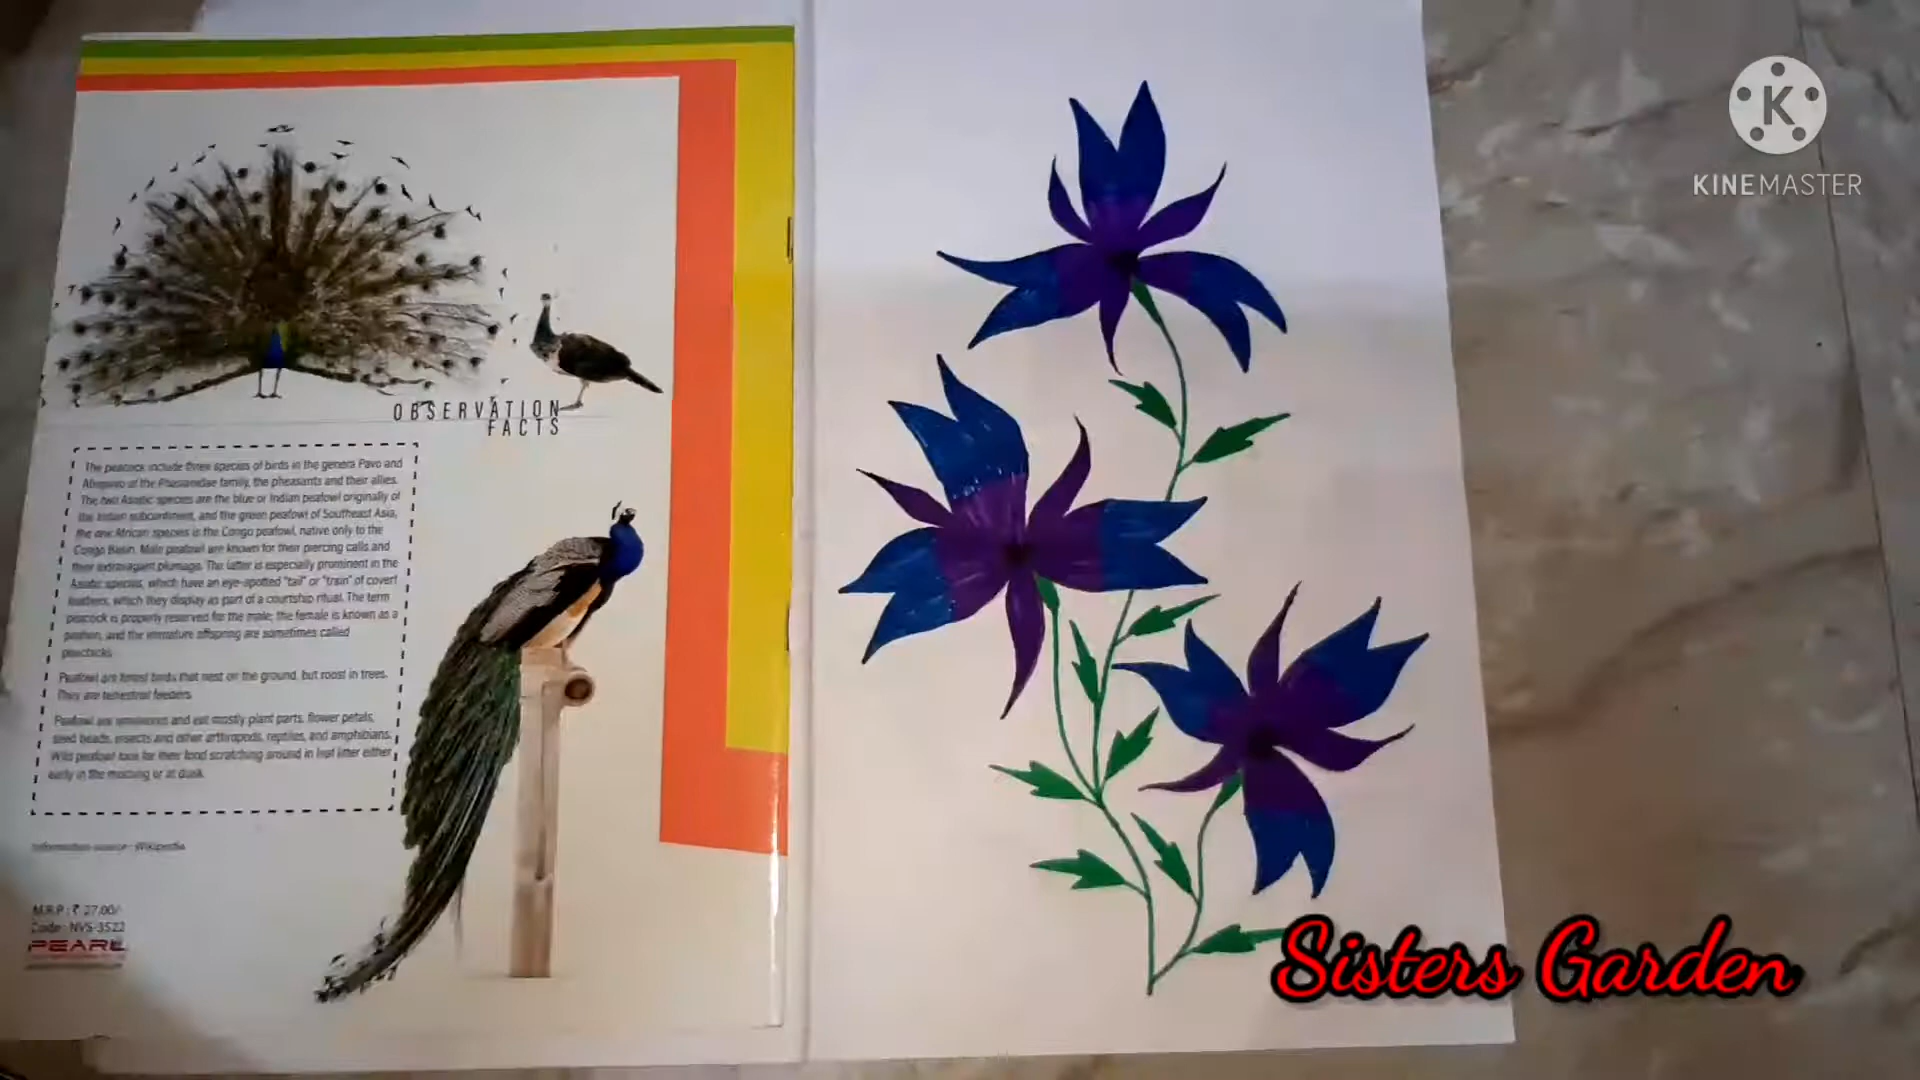 KINEMASTER
OBSERVATION
FACTS
The peacock include three species of birds in the genera Pavo and
Afropavo of the Phasianidae family, the pheasants and their allies.
The two Asiatic species are the blue or Indian peafowl originally of
the Indian subcontinent, and the green peafowl of Southeast Asia,
the one African species is the Congo peafowl, native only to the
Congo Basin. Male peafowl are known for their piercing calls and
their extravagant plumage. The latter is especially prominent in the
Asiatic species, which have an eye-spotted "tail" or "train" of covert
feathers, which they display as part of a courtship ritual. The term
peacock is properly reserved for the male; the female is known as a
peahen, and the immature offspring are sometimes called
peachicks.
Peafowl are forest birds that nest on the ground, but roost in trees.
They are terrestrial feeders.
Peafowl are omnivores and eat mostly plant parts, flower petals,
seed heads, insects and other arthropods, reptiles, and amphibians.
Wild peafowl look for their food scratching around in leaf litter either
early in the morning or at dusk.
Information source - Wikipedia
M.R.P : ₹ 27.00/-
Code : NVS-3522
PEARL
Sisters Garden